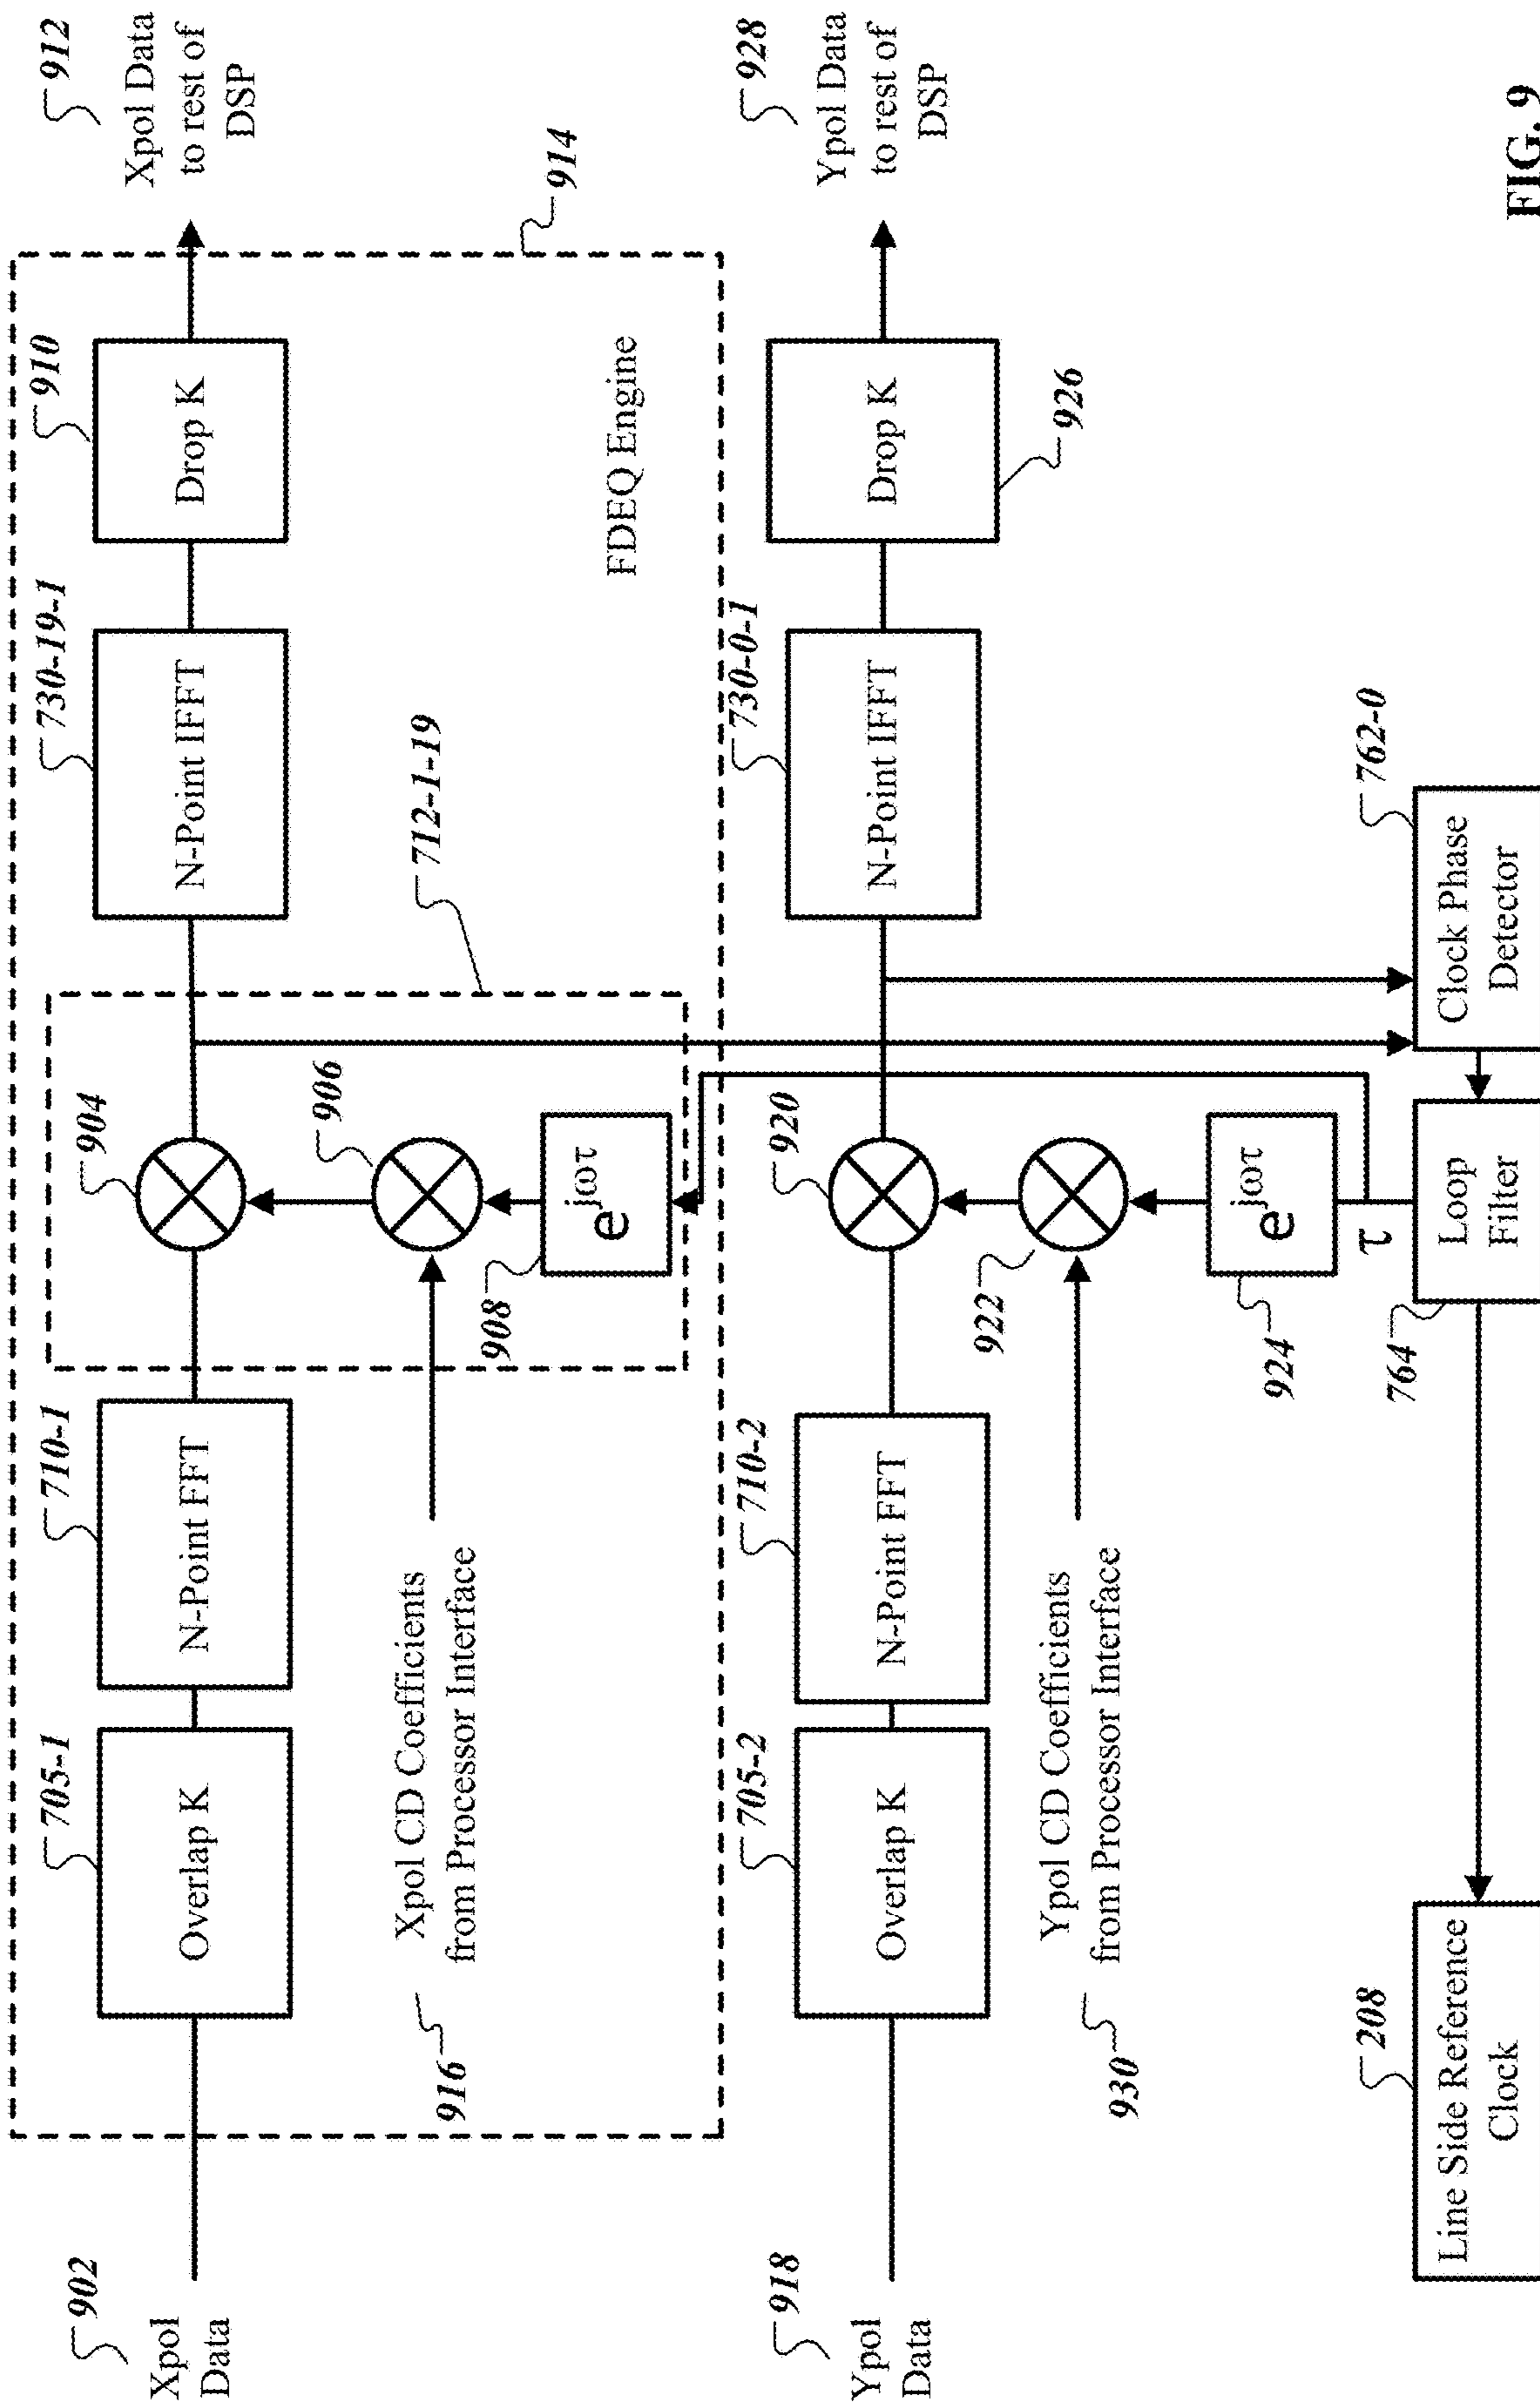 902
Xpol
Data
705-1
Overlap K
710-1
N-Point FFT
904
906
908
e^jωτ
712-1-19
730-19-1
N-Point IFFT
910
Drop K
912
Xpol Data
to rest of
DSP
914
FDEQ Engine
916
Xpol CD Coefficients
from Processor Interface
918
Ypol
Data
705-2
Overlap K
710-2
N-Point FFT
920
922
924
e^jωτ
τ
730-0-1
N-Point IFFT
926
Drop K
928
Ypol Data
to rest of
DSP
930
Ypol CD Coefficients
from Processor Interface
208
Line Side Reference
Clock
764
Loop
Filter
762-0
Clock Phase
Detector
FIG. 9